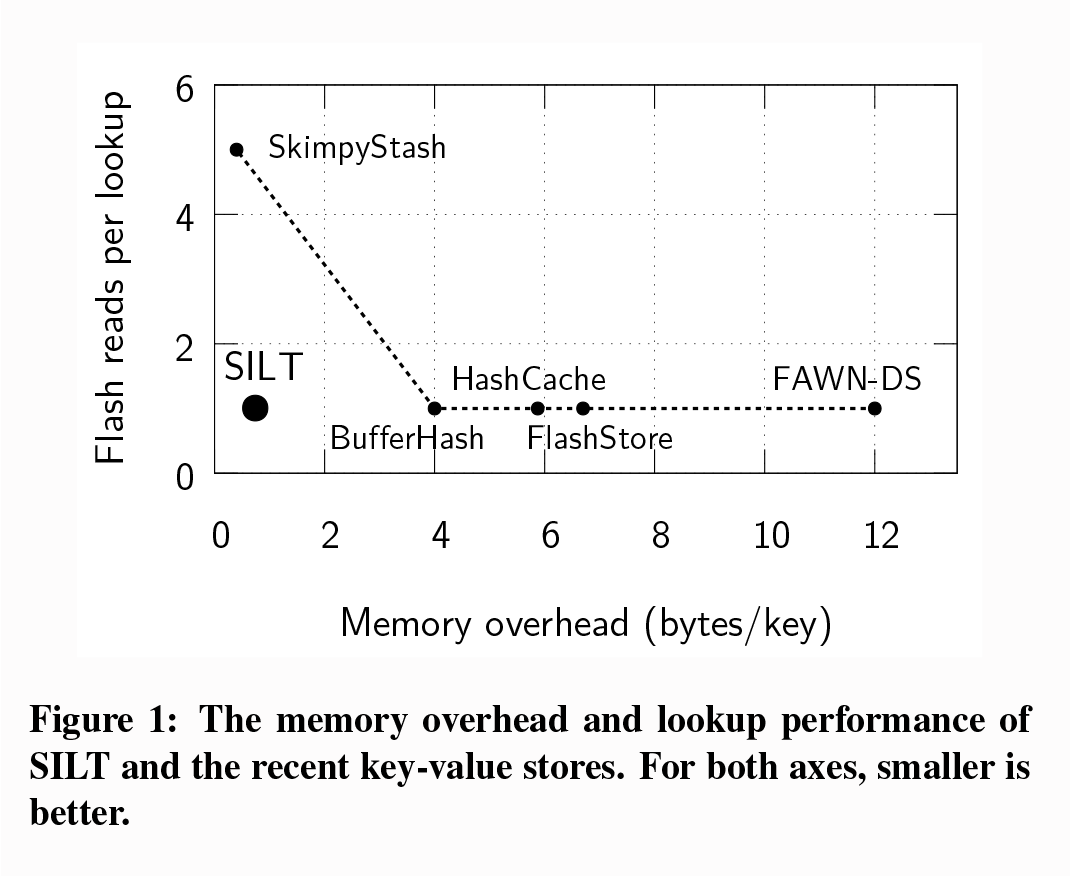 Flash reads per lookup
6
4
2
0
SkimpyStash
SILT
HashCache
FAWN-DS
BufferHash
FlashStore
0 2 4 6 8 10 12
Memory overhead (bytes/key)
Figure 1: The memory overhead and lookup performance of
SILT and the recent key-value stores. For both axes, smaller is
better.